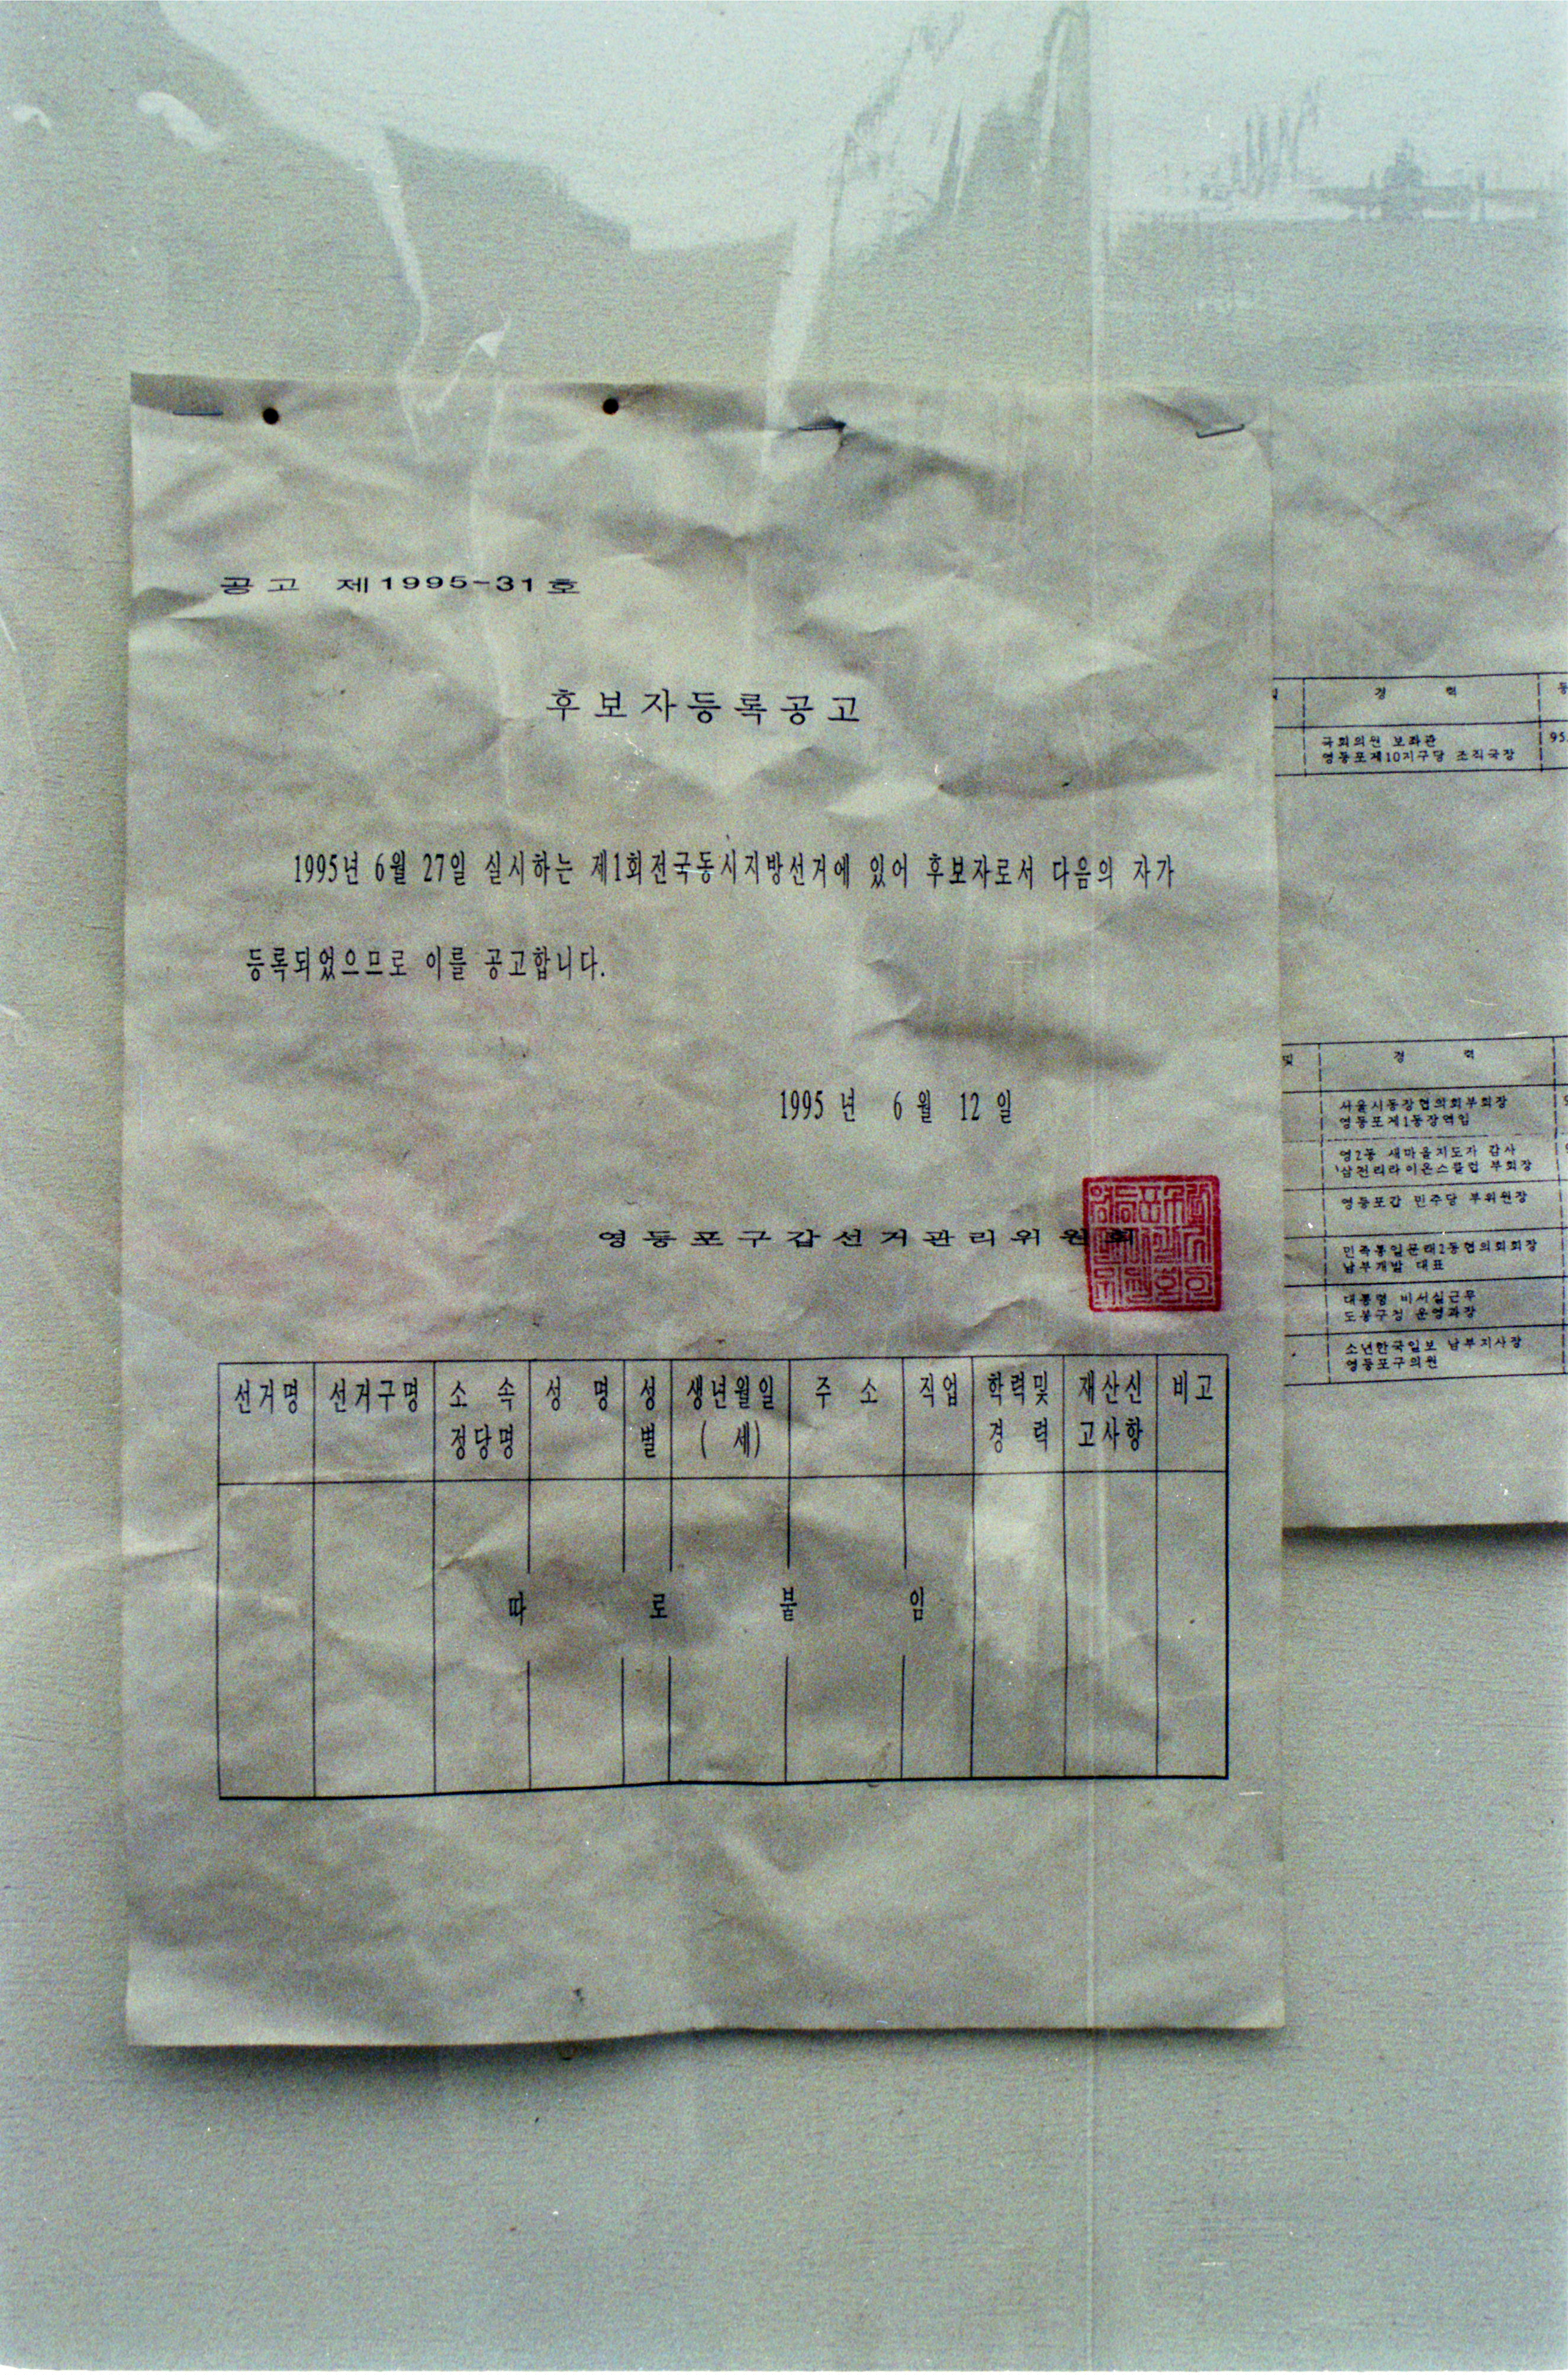 공고 제1995-31호
후보자등록공고
1995년 6월 27일 실시하는 제1회전국동시지방선거에 있어 후보자로서 다음의 자가
등록되었으므로 이를 공고합니다.
1995년 6월 12일
영등포구갑선거관리위원회
선거명 선거구명 소속 성명 성 생년월일 주소 직업 학력및 재산신 비고
정당명 별 (세) 경력 고사항
따로붙임
경력
국회의원 보좌관 95.
영등포제10지구당 조직국장
및 경력
서울시동장협의회부회장
영등포제1동장역임
영2동 새마을지도자 감사
부회장
영등포갑 민주당 부위원장
남부개발 대표
대통령 비서실근무
도봉구청 운영과장
소년한국일보 남부지사장
영등포구의원